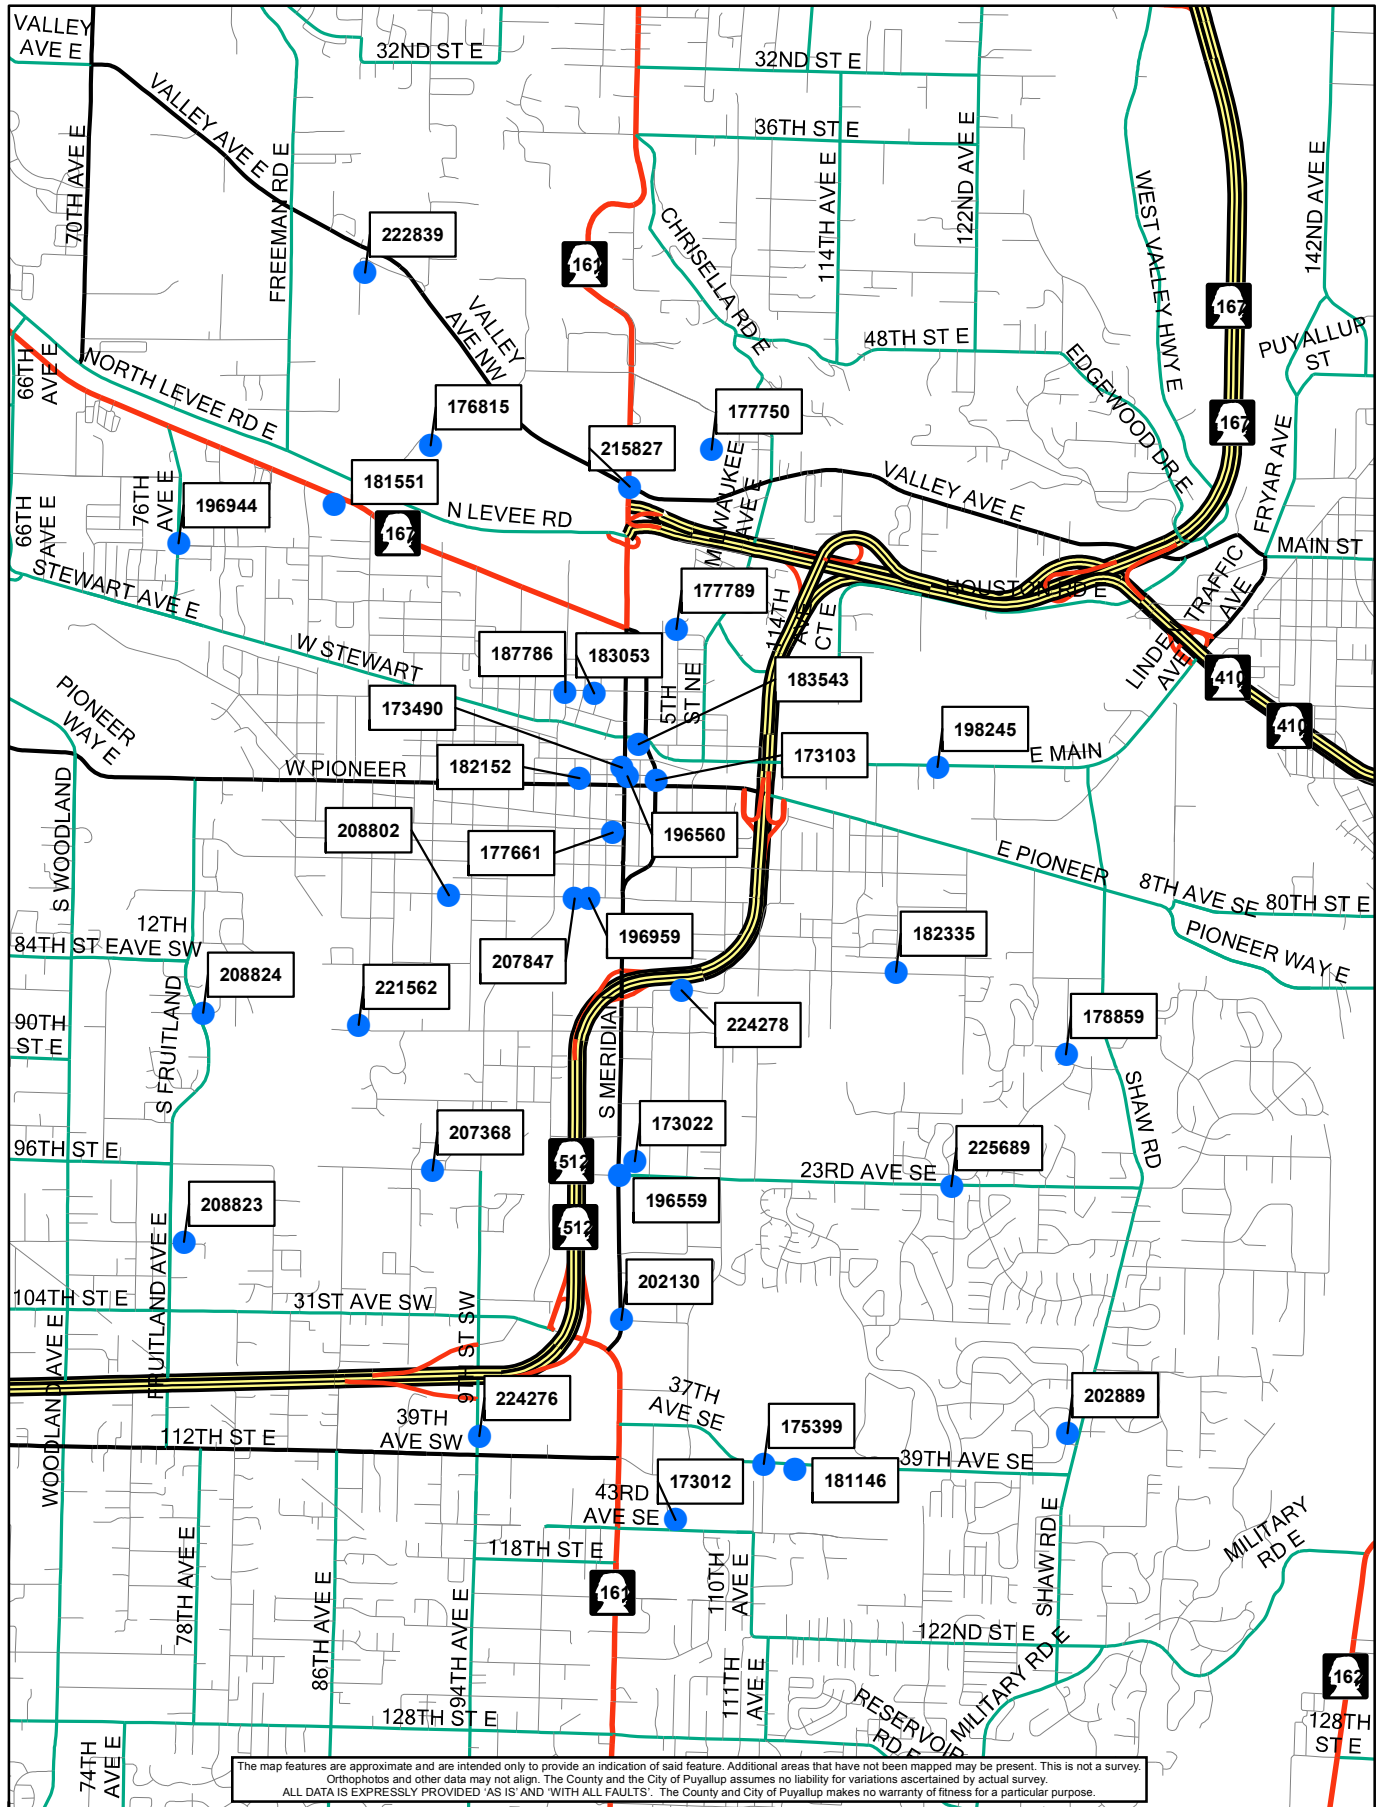 VALLEY
AVE E
32ND ST E
32ND ST E
VALLEY AVE E
70TH AVE E
FREEMAN RD E
36TH ST E
114TH AVE E
122ND AVE E
WEST VALLEY HWY E
142ND AVE E
222839
161
CHRISELLA RD E
167
VALLEY
AVE NW
48TH ST E
PUYALLUP
ST
66TH
AVE E
NORTH LEVEE RD E
EDGEWOOD DR E
176815
177750
167
215827
FRYAR AVE
181551
MILWAUKEE
AVE E
VALLEY AVE E
66TH
AVE E
76TH
AVE E
196944
N LEVEE RD
167
MAIN ST
STEWART AVE E
177789
114TH
AVE
CT E
HOUSTON RD E
TRAFFIC
AVE
LINDEN
AVE
W STEWART
187786
183053
183543
410
PIONEER
WAY E
173490
5TH
ST NE
198245
410
W PIONEER
182152
173103
E MAIN
S WOODLAND
208802
177661
196560
E PIONEER
8TH AVE SE
80TH ST E
12TH
AVE SW
84TH ST E
196959
182335
PIONEER WAY E
207847
208824
221562
S FRUITLAND
90TH
ST E
S MERIDIAN
224278
178859
SHAW RD
96TH ST E
207368
173022
512
23RD AVE SE
225689
208823
196559
512
FRUITLAND AVE E
202130
104TH ST E
31ST AVE SW
9TH ST SW
WOODLAND AVE E
224276
37TH
AVE SE
202889
39TH
AVE SW
175399
112TH ST E
39TH AVE SE
173012
181146
43RD
AVE SE
118TH ST E
MILITARY
RD E
78TH AVE E
86TH AVE E
94TH AVE E
161
110TH
AVE E
SHAW RD E
122ND ST E
111TH
AVE E
MILITARY RD E
162
RESERVOIR
RD E
128TH ST E
128TH
ST E
74TH
AVE E
The map features are approximate and are intended only to provide an indication of said feature. Additional areas that have not been mapped may be present. This is not a survey.
Orthophotos and other data may not align. The County and the City of Puyallup assumes no liability for variations ascertained by actual survey.
ALL DATA IS EXPRESSLY PROVIDED 'AS IS' AND 'WITH ALL FAULTS'. The County and City of Puyallup makes no warranty of fitness for a particular purpose.